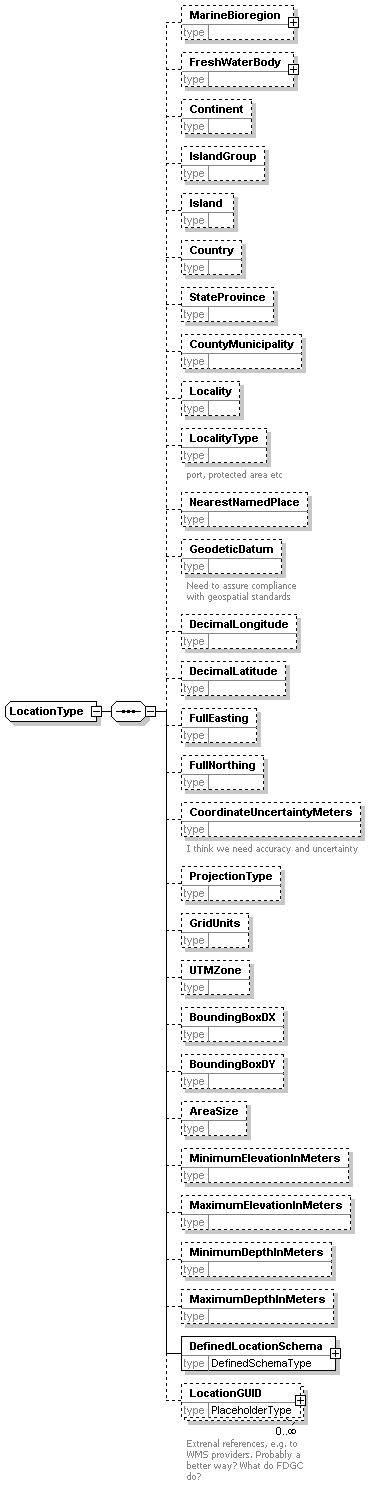 MarineBioregion
type
FreshWaterBody
type
Continent
type
IslandGroup
type
Island
type
Country
type
StateProvince
type
CountyMunicipality
type
Locality
type
LocalityType
type
port, protected area etc
NearestNamedPlace
type
GeodeticDatum
type
Need to assure compliance
with geospatial standards
DecimalLongitude
type
DecimalLatitude
type
LocationType
FullEasting
type
FullNorthing
type
CoordinateUncertaintyMeters
type
I think we need accuracy and uncertainty
ProjectionType
type
GridUnits
type
UTMZone
type
BoundingBoxDX
type
BoundingBoxDY
type
AreaSize
type
MinimumElevationInMeters
type
MaximumElevationInMeters
type
MinimumDepthInMeters
type
MaximumDepthInMeters
type
DefinedLocationSchema
type DefinedSchemaType
LocationGUID
type PlaceholderType
0..∞
Extrenal references, e.g. to
WMS providers. Probably a
better way? What do FDGC
do?